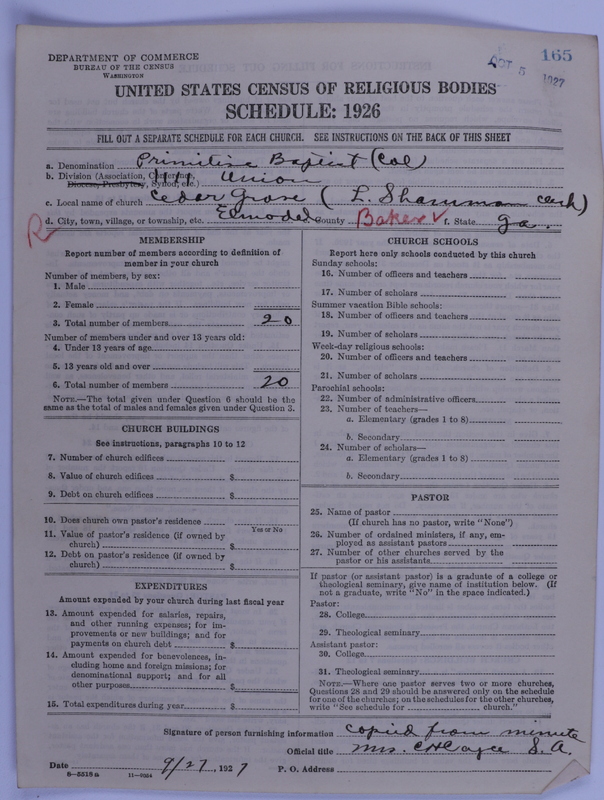 DEPARTMENT OF COMMERCE
BUREAU OF THE CENSUS
WASHINGTON
OCT 5 1927
165
UNITED STATES CENSUS OF RELIGIOUS BODIES
SCHEDULE: 1926
FILL OUT A SEPARATE SCHEDULE FOR EACH CHURCH. SEE INSTRUCTIONS ON THE BACK OF THIS SHEET
a. Denomination Primitive Baptist (Col)
b. Division (Association, Conference, Diocese, Presbytery, Synod, etc.) Union
c. Local name of church Cedar Grove (L. Sharman clerk)
d. City, town, village, or township, etc. e. County Baker f. State Ga.
R
MEMBERSHIP
Report number of members according to definition of
member in your church
Number of members, by sex:
1. Male
2. Female
3. Total number of members 20
Number of members under and over 13 years old:
4. Under 13 years of age
5. 13 years old and over
6. Total number of members 20
NOTE.—The total given under Question 6 should be the
same as the total of males and females given under Question 3.
CHURCH BUILDINGS
See instructions, paragraphs 10 to 12
7. Number of church edifices
8. Value of church edifices $
9. Debt on church edifices $
10. Does church own pastor's residence
Yes or No
11. Value of pastor's residence (if owned by
church) $
12. Debt on pastor's residence (if owned by
church) $
EXPENDITURES
Amount expended by your church during last fiscal year
13. Amount expended for salaries, repairs,
and other running expenses; for im-
provements or new buildings; and for
payments on church debt $
14. Amount expended for benevolences, in-
cluding home and foreign missions; for
denominational support; and for all
other purposes $
15. Total expenditures during year $
CHURCH SCHOOLS
Report here only schools conducted by this church
Sunday schools:
16. Number of officers and teachers
17. Number of scholars
Summer vacation Bible schools:
18. Number of officers and teachers
19. Number of scholars
Week-day religious schools:
20. Number of officers and teachers
21. Number of scholars
Parochial schools:
22. Number of administrative officers
23. Number of teachers—
a. Elementary (grades 1 to 8)
b. Secondary
24. Number of scholars—
a. Elementary (grades 1 to 8)
b. Secondary
PASTOR
25. Name of pastor
(If church has no pastor, write "None")
26. Number of ordained ministers, if any, em-
ployed as assistant pastors
27. Number of other churches served by the
pastor or his assistants
If pastor (or assistant pastor) is a graduate of a college or
theological seminary, give name of institution below. (If
not a graduate, write "No" in the space indicated.)
Pastor:
28. College
29. Theological seminary
Assistant pastor:
30. College
31. Theological seminary
NOTE.—Where one pastor serves two or more churches,
Questions 28 and 29 should be answered only on the schedule
for one of the churches; on the schedules for the other churches,
write "See schedule for church."
Signature of person furnishing information copied from minute
Official title Mrs. S. A.
Date 9/27, 1927 P. O. Address
8-5518a 11-9034